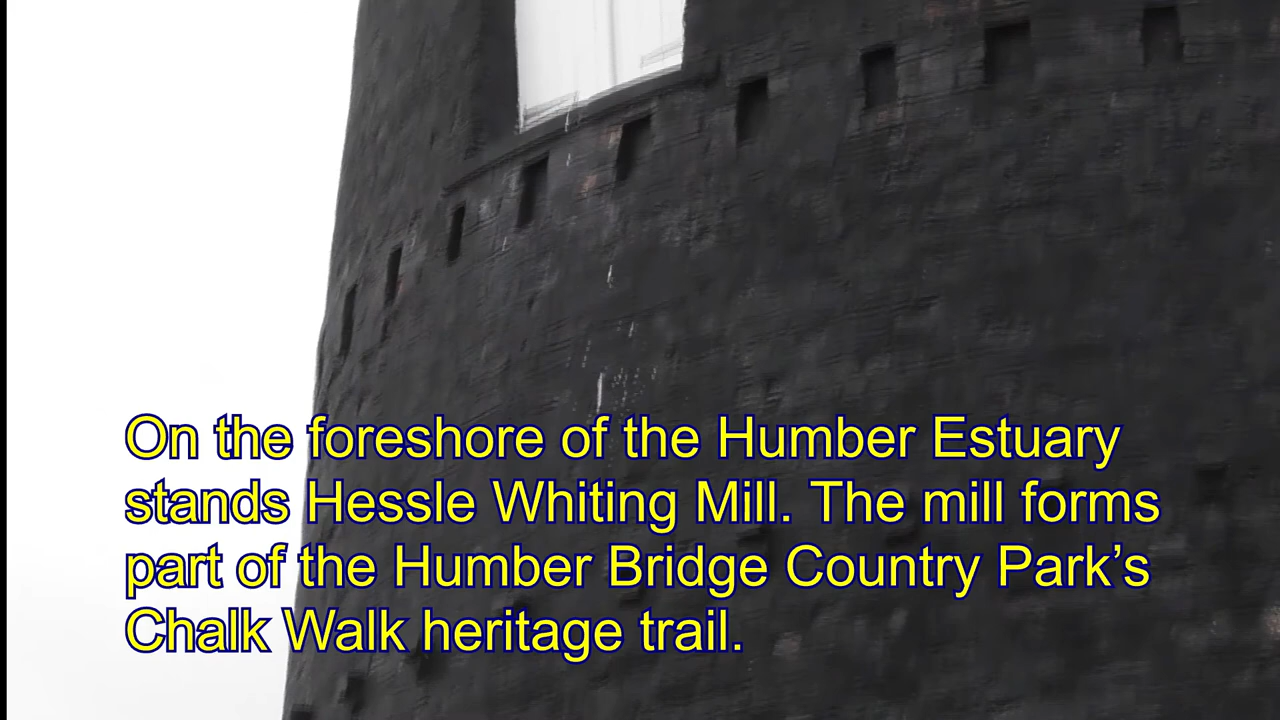 On the foreshore of the Humber Estuary
stands Hessle Whiting Mill. The mill forms
part of the Humber Bridge Country Park’s
Chalk Walk heritage trail.